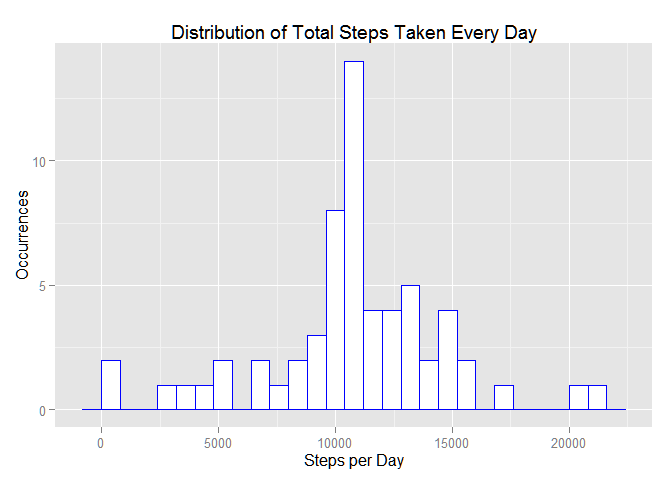 Distribution of Total Steps Taken Every Day
Occurrences
10
5
0
0 5000 10000 15000 20000
Steps per Day